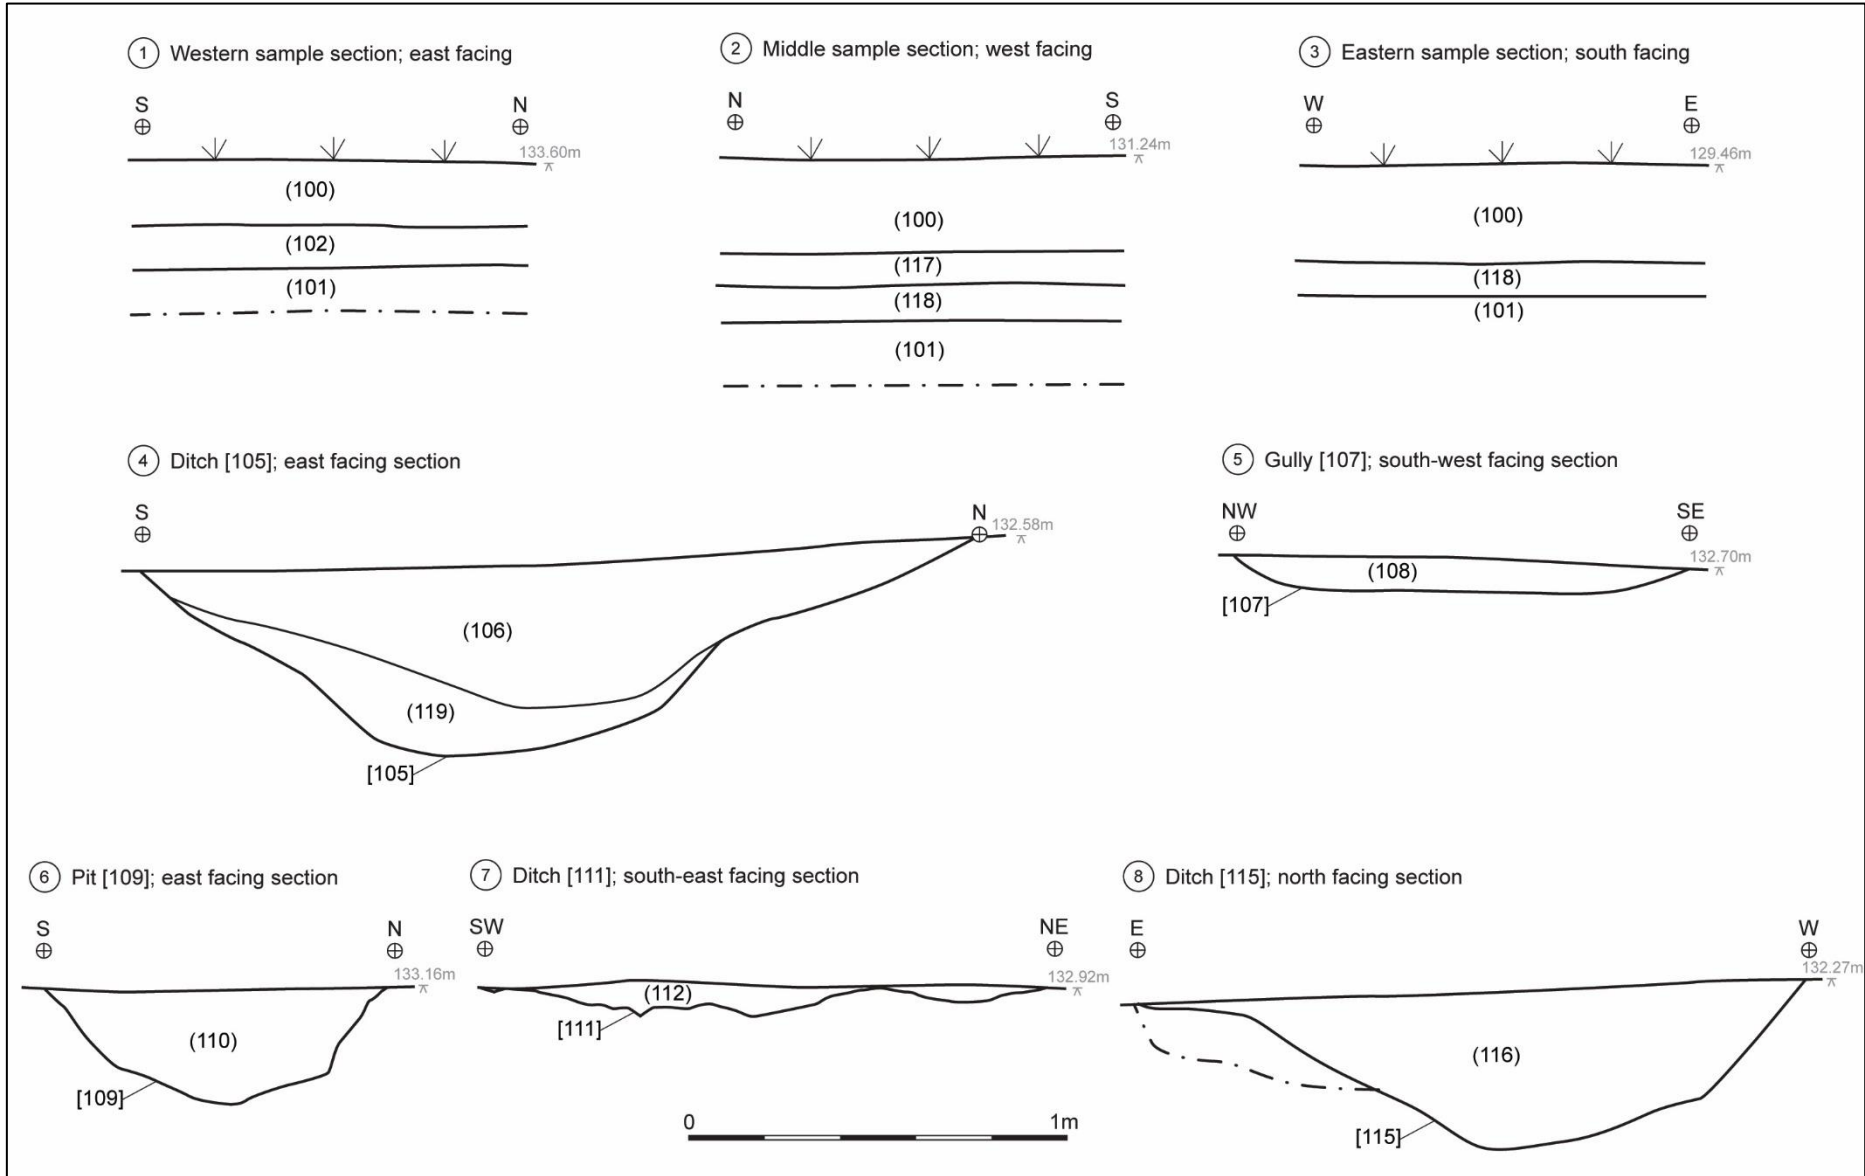 1 Western sample section; east facing
S N
133.60m
(100)
(102)
(101)
2 Middle sample section; west facing
N S
131.24m
(100)
(117)
(118)
(101)
3 Eastern sample section; south facing
W E
129.46m
(100)
(118)
(101)
4 Ditch [105]; east facing section
S N
132.58m
(106)
(119)
[105]
5 Gully [107]; south-west facing section
NW SE
132.70m
(108)
[107]
6 Pit [109]; east facing section
S N
133.16m
(110)
[109]
7 Ditch [111]; south-east facing section
SW NE
132.92m
(112)
[111]
8 Ditch [115]; north facing section
E W
132.27m
(116)
[115]
0 1m